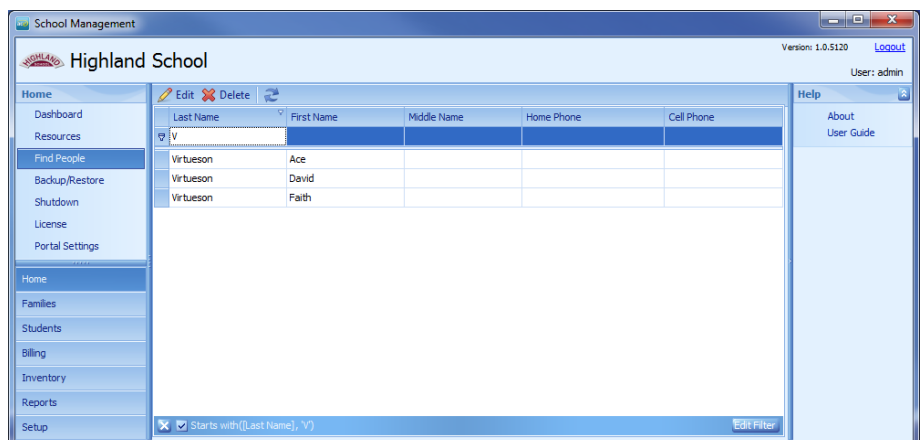 School Management
HIGHLAND
Highland School
Version: 1.0.5120 Logout
User: admin
Home
Dashboard
Resources
Find People
Backup/Restore
Shutdown
License
Portal Settings
Home
Families
Students
Billing
Inventory
Reports
Setup
Edit Delete
Last Name First Name Middle Name Home Phone Cell Phone
V
Virtueson Ace
Virtueson David
Virtueson Faith
Starts with([Last Name], 'V') Edit Filter
Help
About
User Guide